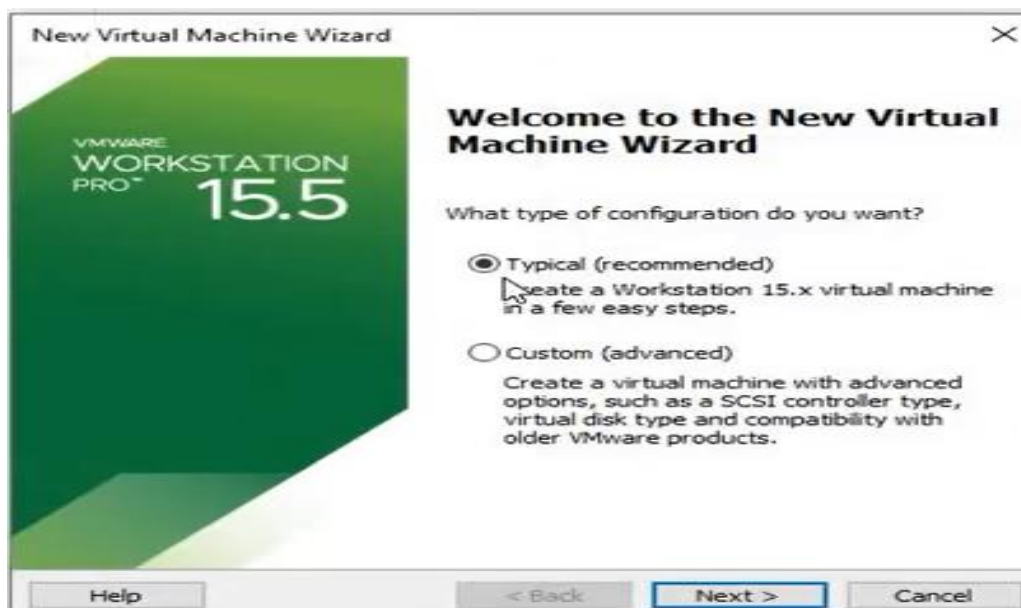 New Virtual Machine Wizard
VMWARE
WORKSTATION
PRO™ 15.5
Welcome to the New Virtual
Machine Wizard
What type of configuration do you want?
Typical (recommended)
Create a Workstation 15.x virtual machine
in a few easy steps.
Custom (advanced)
Create a virtual machine with advanced
options, such as a SCSI controller type,
virtual disk type and compatibility with
older VMware products.
Help < Back Next > Cancel